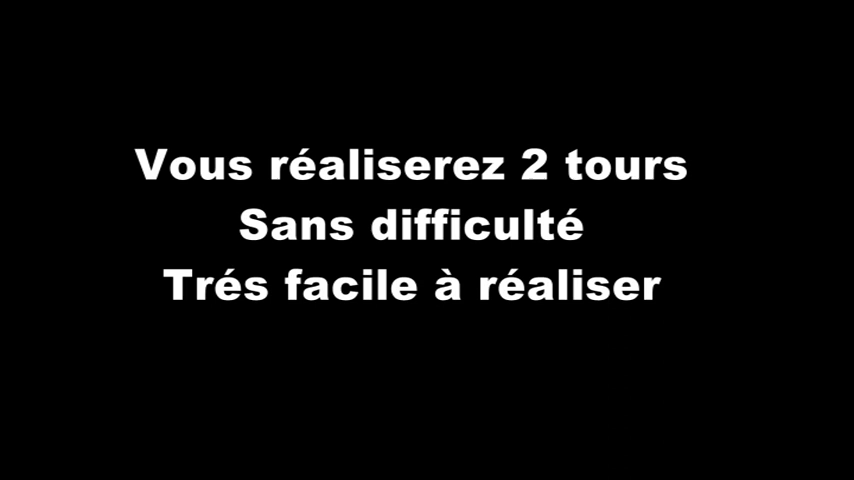 Vous réaliserez 2 tours
Sans difficulté
Trés facile à réaliser